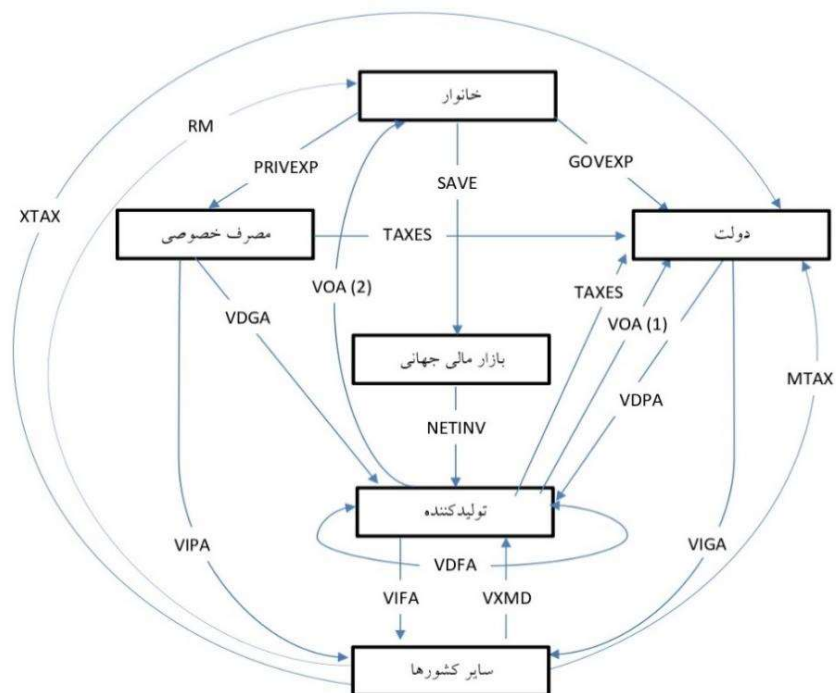 خانوار
RM
PRIVEXP
SAVE
GOVEXP
XTAX
مصرف خصوصی
TAXES
دولت
VOA (2)
TAXES
VDGA
VOA (1)
بازار مالی جهانی
MTAX
VDPA
NETINV
تولیدکننده
VIPA
VDFA
VIGA
VIFA
VXMD
سایر کشورها